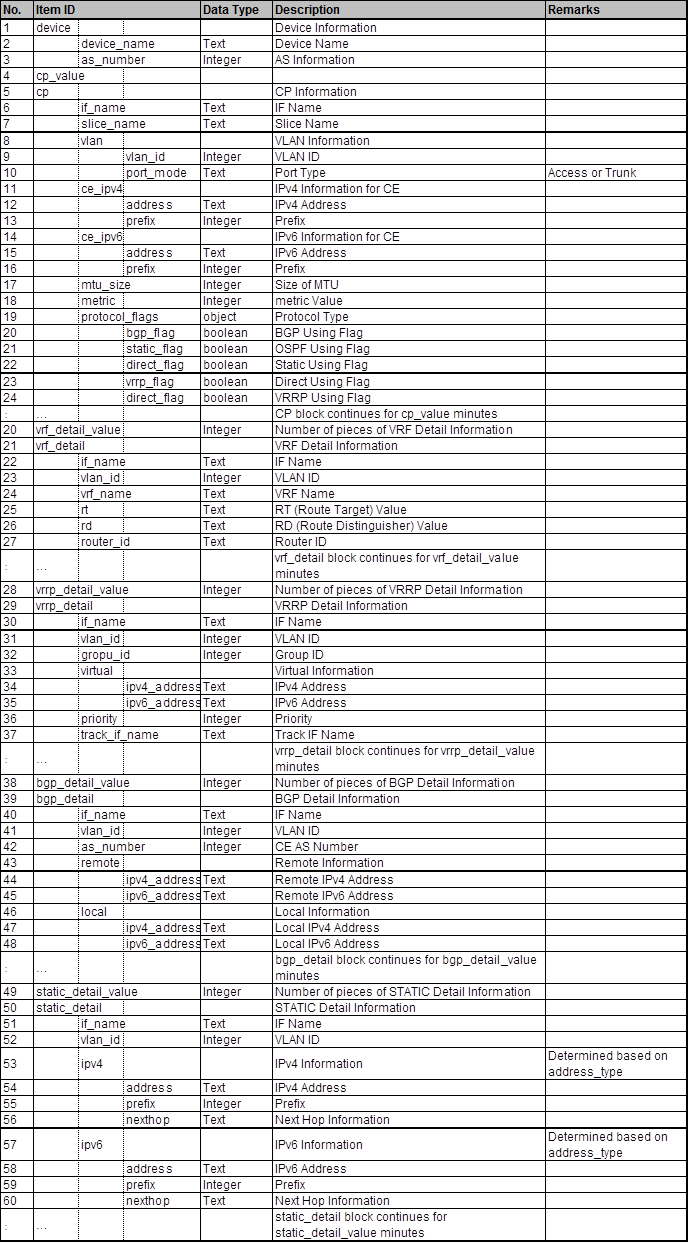 No. Item ID Data Type Description Remarks
1 device Device Information
2 device_name Text Device Name
3 as_number Integer AS Information
4 cp_value
5 cp CP Information
6 if_name Text IF Name
7 slice_name Text Slice Name
8 vlan VLAN Information
9 vlan_id Integer VLAN ID
10 port_mode Text Port Type Access or Trunk
11 ce_ipv4 IPv4 Information for CE
12 address Text IPv4 Address
13 prefix Integer Prefix
14 ce_ipv6 IPv6 Information for CE
15 address Text IPv6 Address
16 prefix Integer Prefix
17 mtu_size Integer Size of MTU
18 metric Integer metric Value
19 protocol_flags object Protocol Type
20 bgp_flag boolean BGP Using Flag
21 static_flag boolean OSPF Using Flag
22 direct_flag boolean Static Using Flag
23 vrrp_flag boolean Direct Using Flag
24 direct_flag boolean VRRP Using Flag
: ... CP block continues for cp_value minutes
20 vrf_detail_value Integer Number of pieces of VRF Detail Information
21 vrf_detail VRF Detail Information
22 if_name Text IF Name
23 vlan_id Integer VLAN ID
24 vrf_name Text VRF Name
25 rt Text RT (Route Target) Value
26 rd Text RD (Route Distinguisher) Value
27 router_id Text Router ID
: ... vrf_detail block continues for vrf_detail_value
minutes
28 vrrp_detail_value Integer Number of pieces of VRRP Detail Information
29 vrrp_detail VRRP Detail Information
30 if_name Text IF Name
31 vlan_id Integer VLAN ID
32 gropu_id Integer Group ID
33 virtual Virtual Information
34 ipv4_address Text IPv4 Address
35 ipv6_address Text IPv6 Address
36 priority Integer Priority
37 track_if_name Text Track IF Name
: ... vrrp_detail block continues for vrrp_detail_value
minutes
38 bgp_detail_value Integer Number of pieces of BGP Detail Information
39 bgp_detail BGP Detail Information
40 if_name Text IF Name
41 vlan_id Integer VLAN ID
42 as_number Integer CE AS Number
43 remote Remote Information
44 ipv4_address Text Remote IPv4 Address
45 ipv6_address Text Remote IPv6 Address
46 local Local Information
47 ipv4_address Text Local IPv4 Address
48 ipv6_address Text Local IPv6 Address
: ... bgp_detail block continues for bgp_detail_value
minutes
49 static_detail_value Integer Number of pieces of STATIC Detail Information
50 static_detail STATIC Detail Information
51 if_name Text IF Name
52 vlan_id Integer VLAN ID
53 ipv4 IPv4 Information Determined based on
address_type
54 address Text IPv4 Address
55 prefix Integer Prefix
56 nexthop Text Next Hop Information
57 ipv6 IPv6 Information Determined based on
address_type
58 address Text IPv6 Address
59 prefix Integer Prefix
60 nexthop Text Next Hop Information
: ... static_detail block continues for
static_detail_value minutes